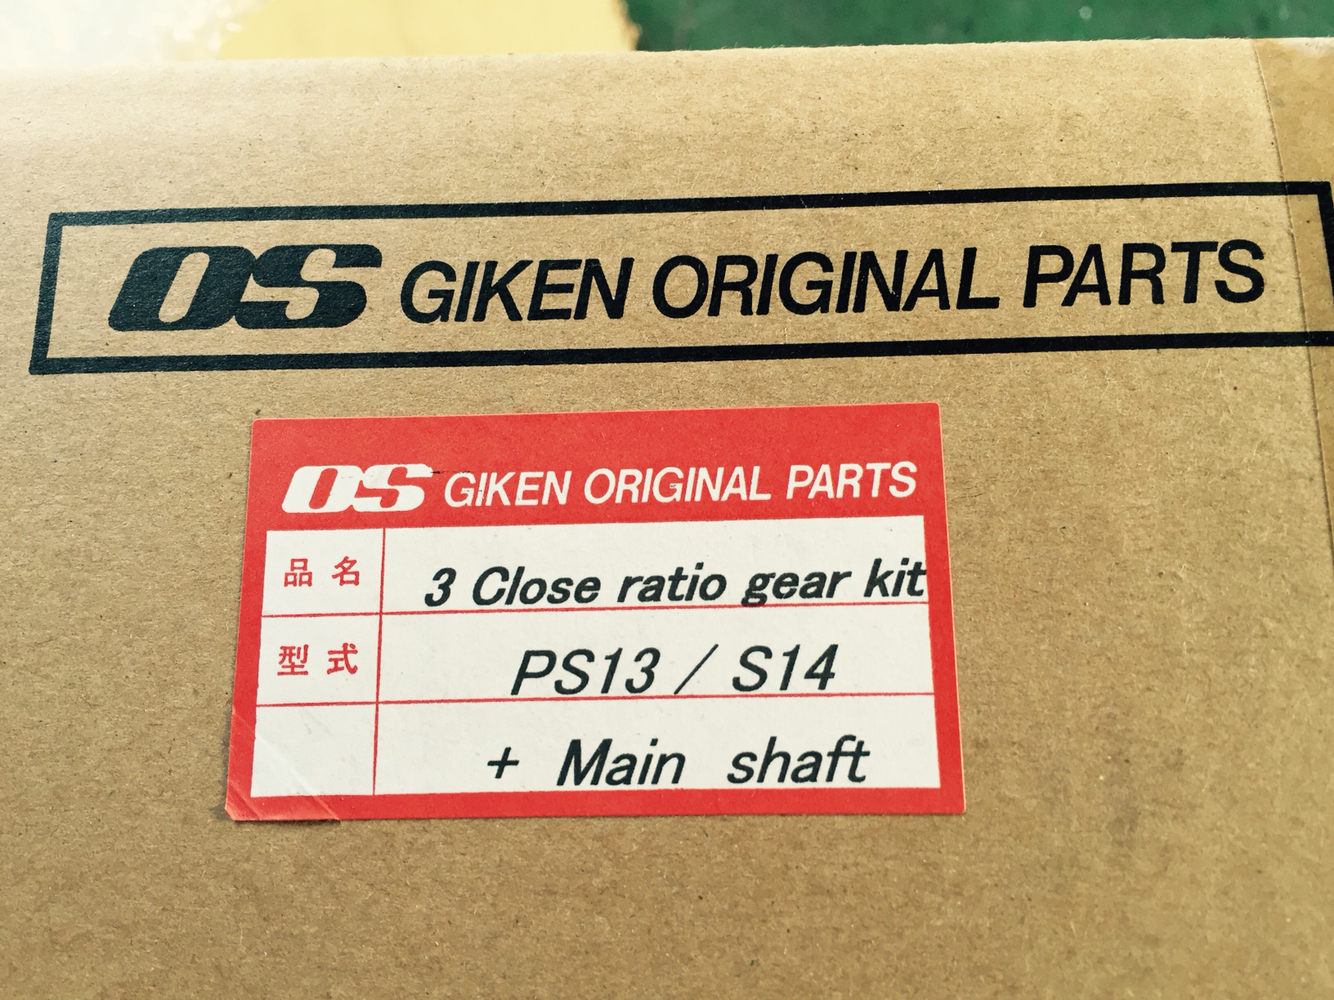 OS GIKEN ORIGINAL PARTS
OS GIKEN ORIGINAL PARTS
品名 3 Close ratio gear kit
型式 PS13 / S14
+ Main shaft